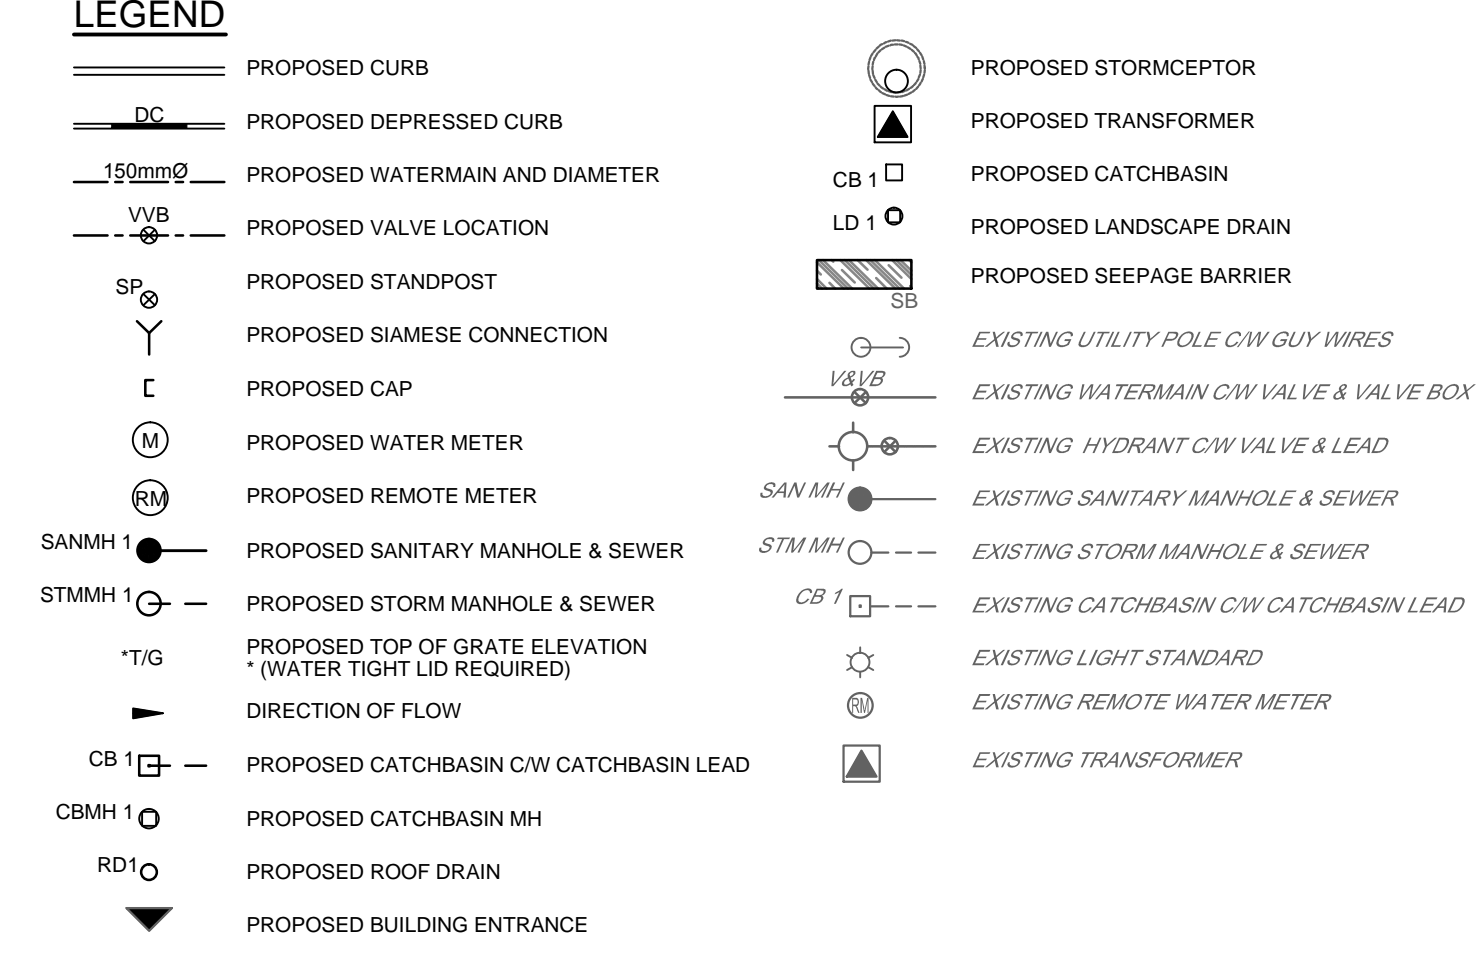 LEGEND
PROPOSED CURB
DC PROPOSED DEPRESSED CURB
150mmØ PROPOSED WATERMAIN AND DIAMETER
VVB PROPOSED VALVE LOCATION
SP PROPOSED STANDPOST
PROPOSED SIAMESE CONNECTION
PROPOSED CAP
M PROPOSED WATER METER
RM PROPOSED REMOTE METER
SANMH 1 PROPOSED SANITARY MANHOLE & SEWER
STMMH 1 PROPOSED STORM MANHOLE & SEWER
*T/G PROPOSED TOP OF GRATE ELEVATION
* (WATER TIGHT LID REQUIRED)
DIRECTION OF FLOW
CB 1 PROPOSED CATCHBASIN C/W CATCHBASIN LEAD
CBMH 1 PROPOSED CATCHBASIN MH
RD1 PROPOSED ROOF DRAIN
PROPOSED BUILDING ENTRANCE
PROPOSED STORMCEPTOR
PROPOSED TRANSFORMER
CB 1 PROPOSED CATCHBASIN
LD 1 PROPOSED LANDSCAPE DRAIN
PROPOSED SEEPAGE BARRIER
SB
EXISTING UTILITY POLE C/W GUY WIRES
V&VB EXISTING WATERMAIN C/W VALVE & VALVE BOX
EXISTING HYDRANT C/W VALVE & LEAD
SAN MH EXISTING SANITARY MANHOLE & SEWER
STM MH EXISTING STORM MANHOLE & SEWER
CB 1 EXISTING CATCHBASIN C/W CATCHBASIN LEAD
EXISTING LIGHT STANDARD
RM EXISTING REMOTE WATER METER
EXISTING TRANSFORMER